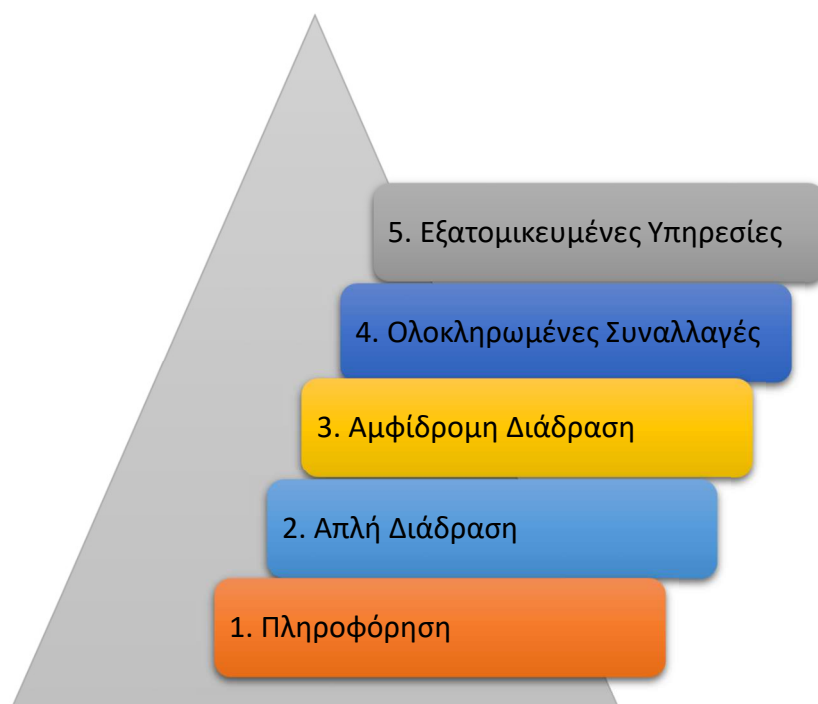 5. Εξατομικευμένες Υπηρεσίες
4. Ολοκληρωμένες Συναλλαγές
3. Αμφίδρομη Διάδραση
2. Απλή Διάδραση
1. Πληροφόρηση